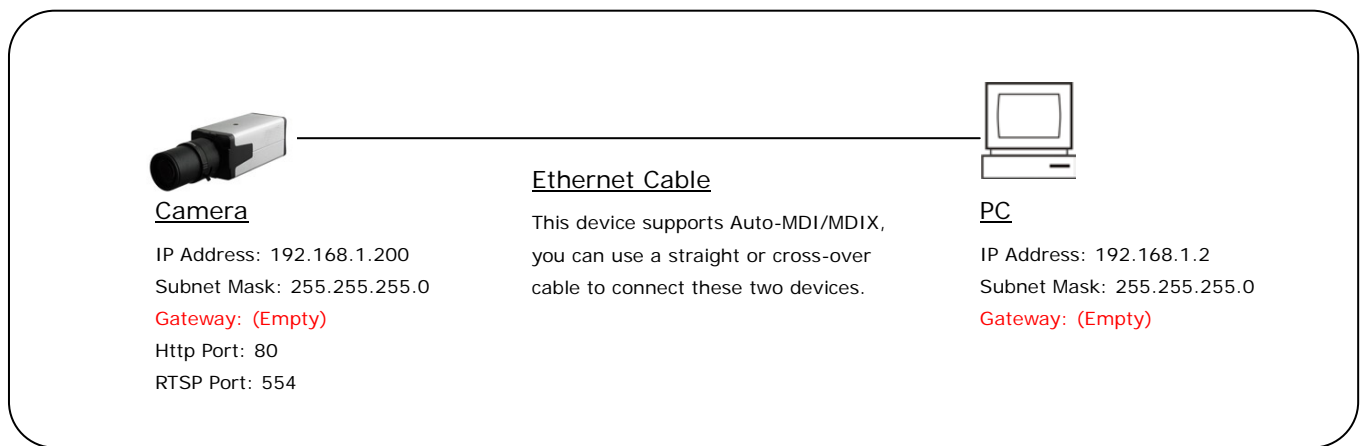 Camera
IP Address: 192.168.1.200
Subnet Mask: 255.255.255.0
Gateway: (Empty)
Http Port: 80
RTSP Port: 554
Ethernet Cable
This device supports Auto-MDI/MDIX,
you can use a straight or cross-over
cable to connect these two devices.
PC
IP Address: 192.168.1.2
Subnet Mask: 255.255.255.0
Gateway: (Empty)